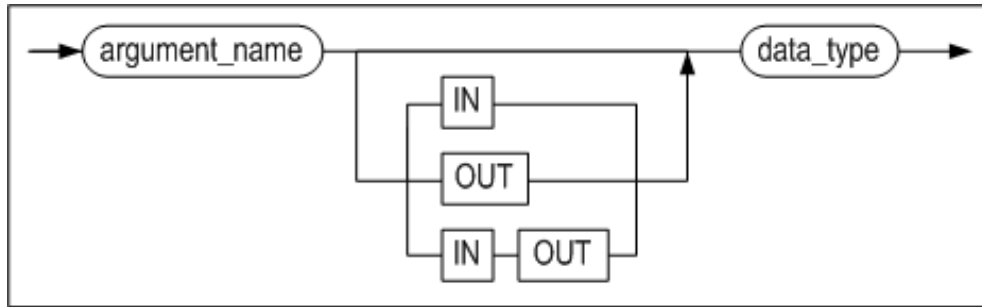 argument_name data_type
IN
OUT
IN OUT